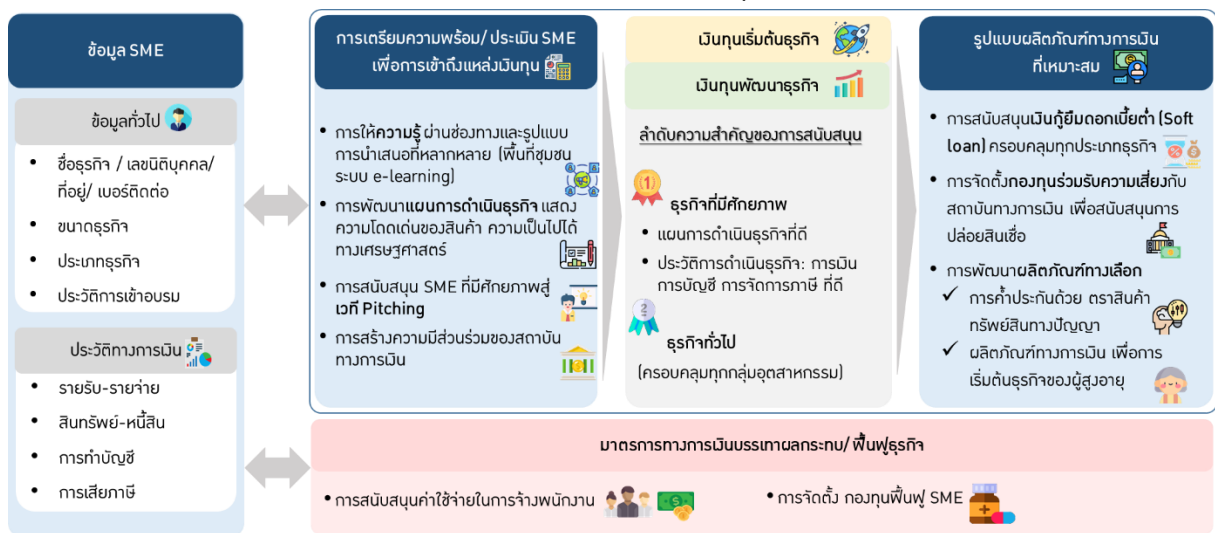 ข้อมูล SME
ข้อมูลทั่วไป
• ชื่อธุรกิจ / เลขนิติบุคคล/
ที่อยู่/ เบอร์ติดต่อ
• ขนาดธุรกิจ
• ประเภทธุรกิจ
• ประวัติการเข้าอบรม
ประวัติทางการเงิน
• รายรับ-รายจ่าย
• สินทรัพย์-หนี้สิน
• การทำบัญชี
• การเสียภาษี
การเตรียมความพร้อม/ ประเมิน SME
เพื่อการเข้าถึงแหล่งเงินทุน
• การให้ความรู้ ผ่านช่องทางและรูปแบบ
การนำเสนอที่หลากหลาย (พื้นที่ชุมชน
ระบบ e-learning)
• การพัฒนาแผนการดำเนินธุรกิจ แสดง
ความโดดเด่นของสินค้า ความเป็นไปได้
ทางเศรษฐศาสตร์
• การสนับสนุน SME ที่มีศักยภาพสู่
เวที Pitching
• การสร้างความมีส่วนร่วมของสถาบัน
ทางการเงิน
เงินทุนเริ่มต้นธุรกิจ
เงินทุนพัฒนาธุรกิจ
ลำดับความสำคัญของการสนับสนุน
1
ธุรกิจที่มีศักยภาพ
• แผนการดำเนินธุรกิจที่ดี
• ประวัติการดำเนินธุรกิจ: การเงิน
การบัญชี การจัดการภาษี ที่ดี
2
ธุรกิจทั่วไป
(ครอบคลุมทุกกลุ่มอุตสาหกรรม)
รูปแบบผลิตภัณฑ์ทางการเงิน
ที่เหมาะสม
• การสนับสนุนเงินกู้ยืมดอกเบี้ยต่ำ (Soft
loan) ครอบคลุมทุกประเภทธุรกิจ
• การจัดตั้งกองทุนร่วมรับความเสี่ยงกับ
สถาบันทางการเงิน เพื่อสนับสนุนการ
ปล่อยสินเชื่อ
• การพัฒนาผลิตภัณฑ์ทางเลือก
✓ การค้ำประกันด้วย ตราสินค้า
ทรัพย์สินทางปัญญา
✓ ผลิตภัณฑ์ทางการเงิน เพื่อการ
เริ่มต้นธุรกิจของผู้สูงอายุ
มาตรการทางการเงินบรรเทาผลกระทบ/ ฟื้นฟูธุรกิจ
• การสนับสนุนค่าใช้จ่ายในการจ้างพนักงาน
• การจัดตั้ง กองทุนฟื้นฟู SME